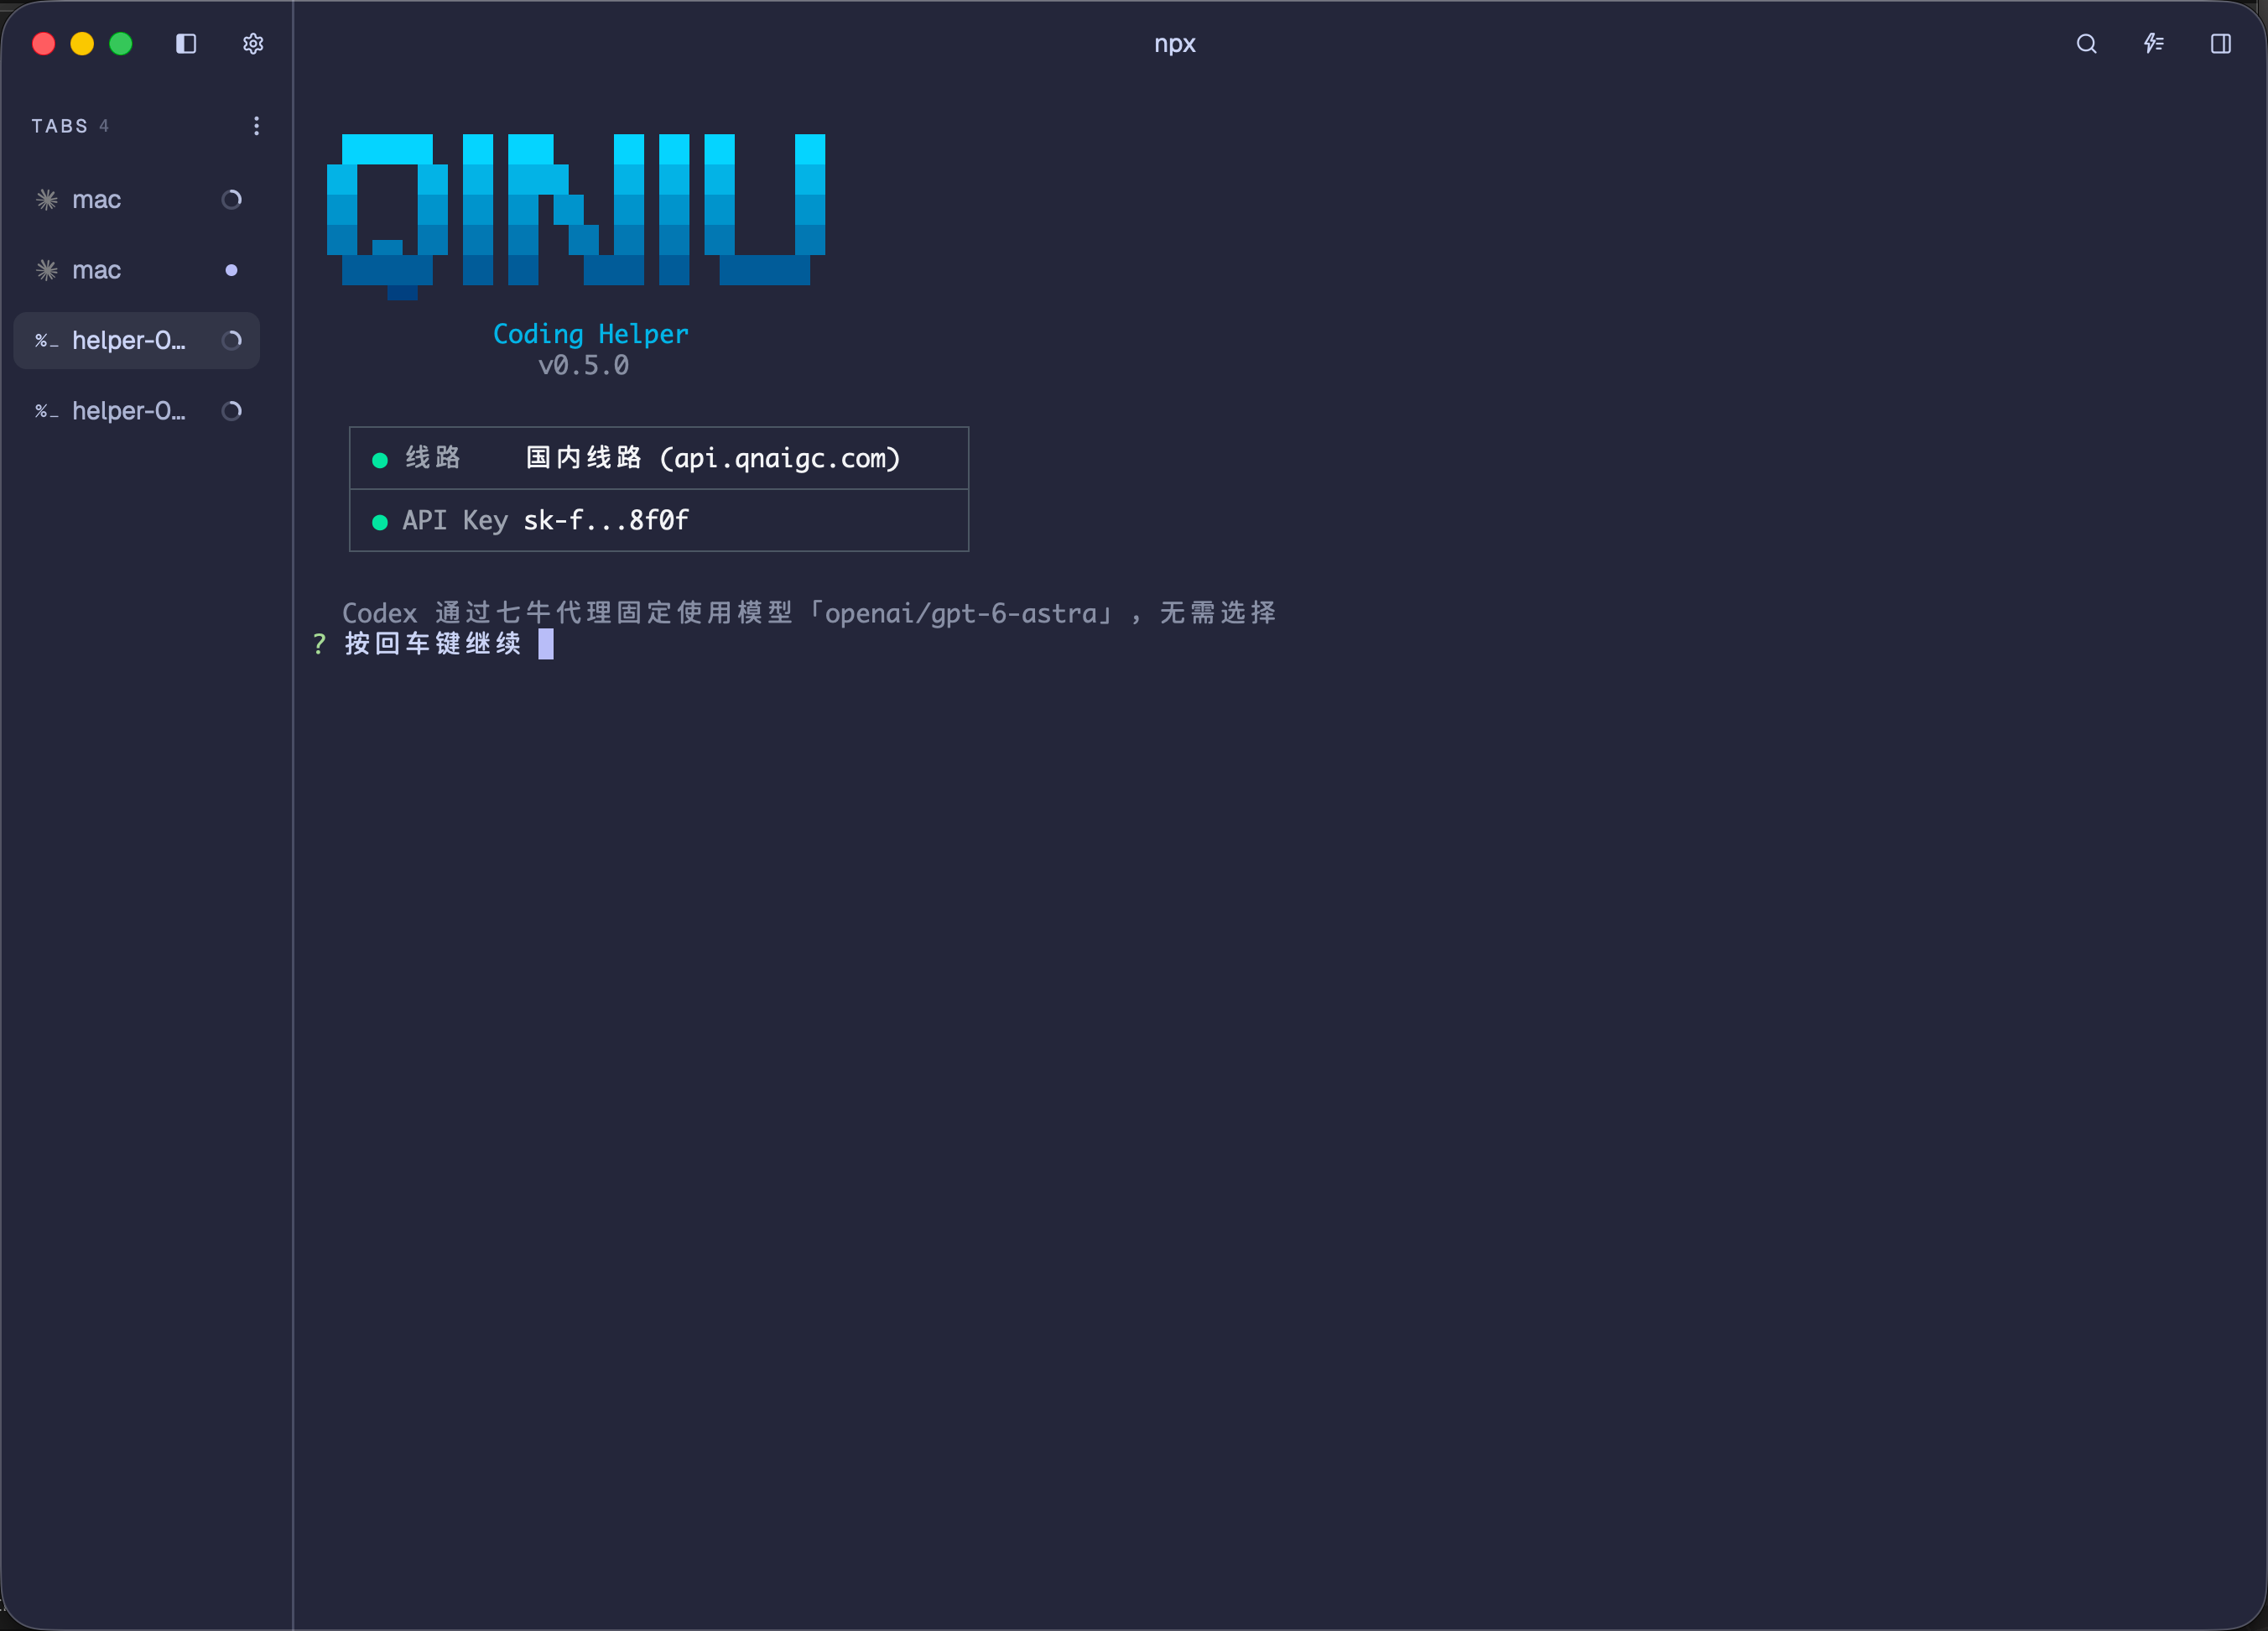 npx
TABS 4
mac
mac
%_ helper-0...
%_ helper-0...
QINIU
Coding Helper
v0.5.0
线路 国内线路 (api.qnaigc.com)
API Key sk-f...8f0f
Codex 通过七牛代理固定使用模型「openai/gpt-6-astra」,无需选择
? 按回车键继续